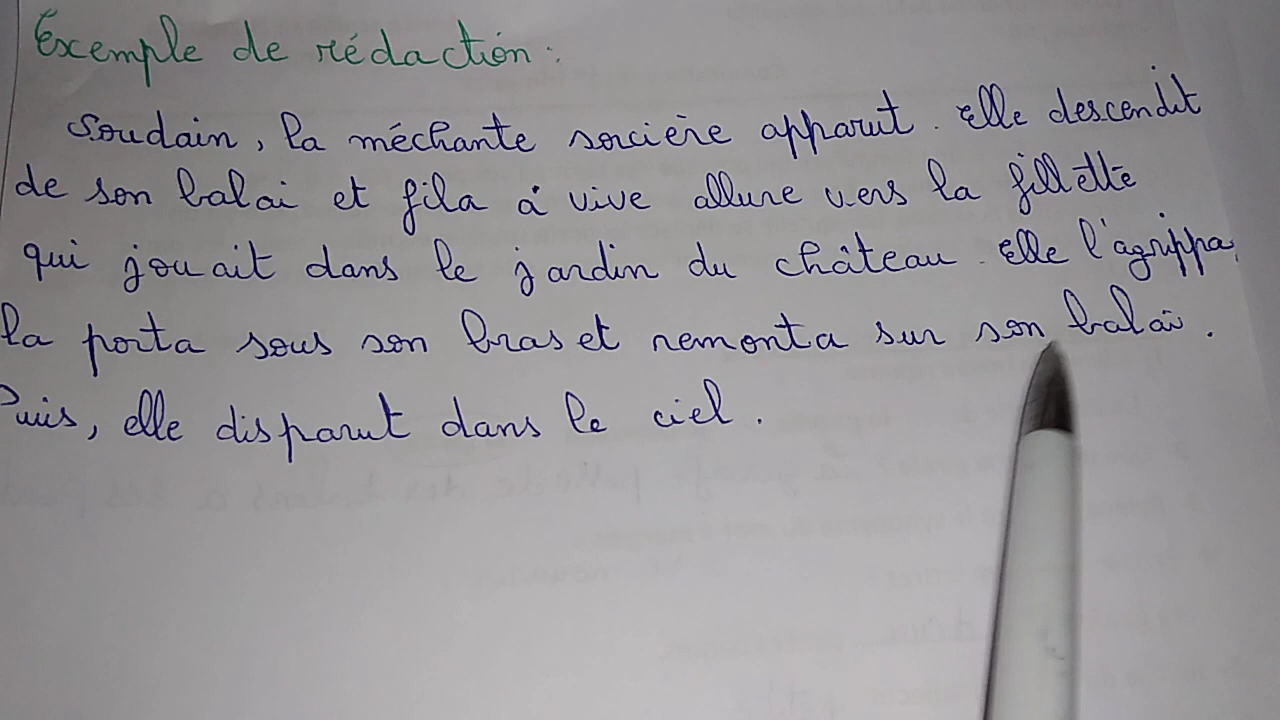 Exemple de rédaction :
Soudain, la méchante sorcière apparut. Elle descendit
de son balai et fila à vive allure vers la fillette
qui jouait dans le jardin du château. Elle l'agrippa,
la porta sous son bras et remonta sur son balai.
Puis, elle disparut dans le ciel.